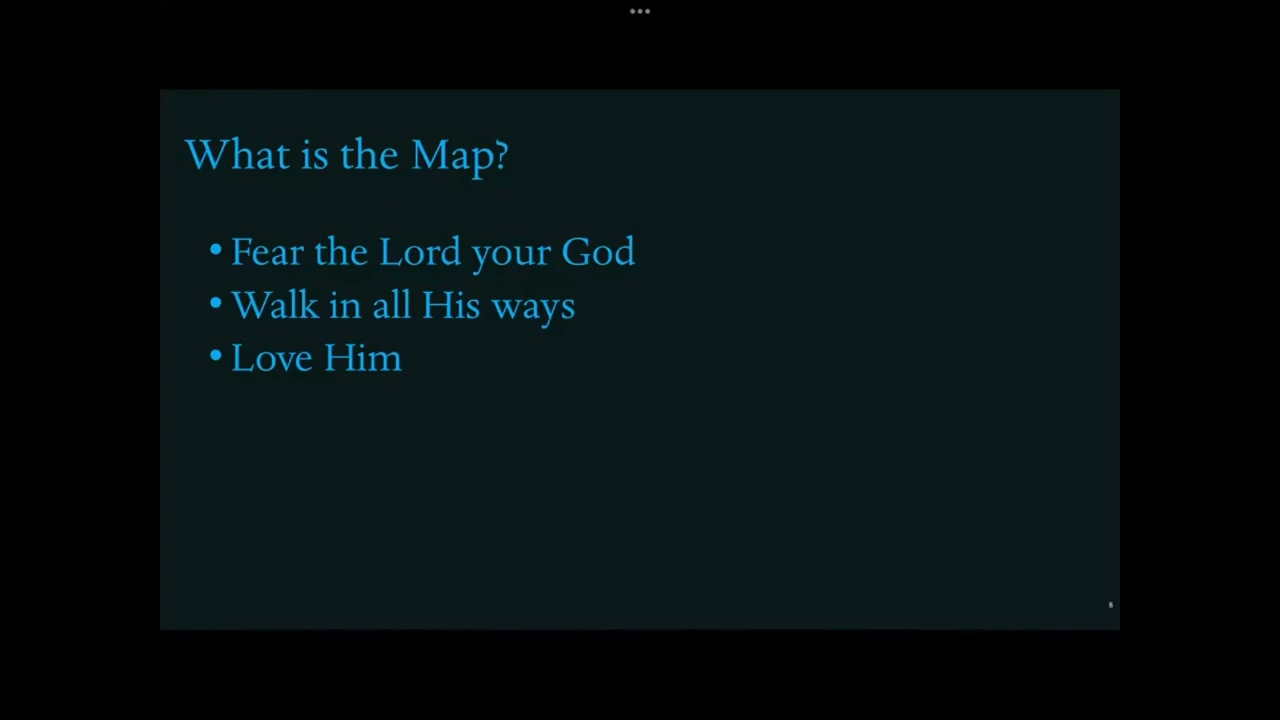 What is the Map?
• Fear the Lord your God
• Walk in all His ways
• Love Him